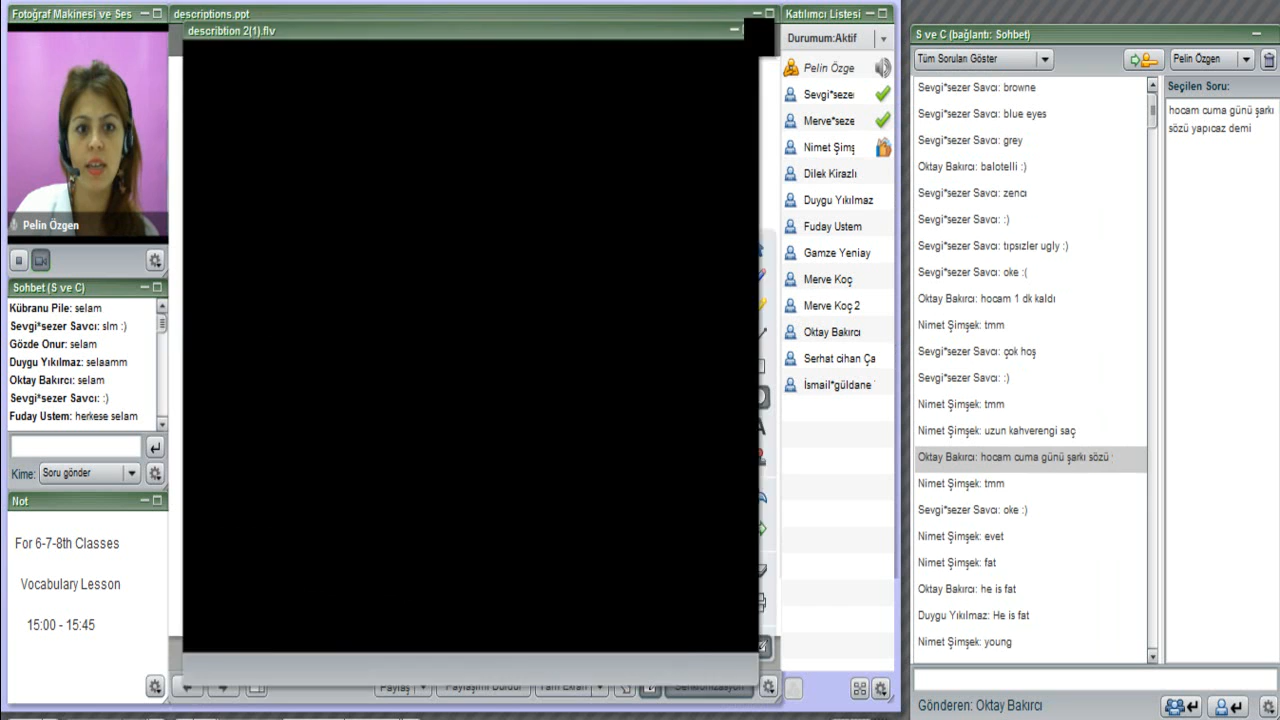 Fotoğraf Makinesi ve Ses
Pelin Özgen
Sohbet (S ve C)
Kübranu Pile: selam
Sevgi*sezer Savcı: slm :)
Gözde Onur: selam
Duygu Yıkılmaz: selaamm
Oktay Bakırcı: selam
Sevgi*sezer Savcı: :)
Fuday Ustem: herkese selam
Kime: Soru gönder
Not
For 6-7-8th Classes
Vocabulary Lesson
15:00 - 15:45
descriptions.ppt
describtion 2(1).flv
Paylaş
Paylaşımı Durdur
Tam Ekran
Senkronizasyon
Katılımcı Listesi
Durumum:Aktif
Pelin Özge
Sevgi*sezer
Merve*seze
Nimet Şimş
Dilek Kirazlı
Duygu Yıkılmaz
Fuday Ustem
Gamze Yeniay
Merve Koç
Merve Koç 2
Oktay Bakırcı
Serhat cihan Ça
İsmail*güldane
S ve C (bağlantı: Sohbet)
Tüm Soruları Göster
Pelin Özgen
Sevgi*sezer Savcı: browne
Sevgi*sezer Savcı: blue eyes
Sevgi*sezer Savcı: grey
Oktay Bakırcı: balotelli :)
Sevgi*sezer Savcı: zencı
Sevgi*sezer Savcı: :)
Sevgi*sezer Savcı: tıpsızler ugly :)
Sevgi*sezer Savcı: oke :(
Oktay Bakırcı: hocam 1 dk kaldı
Nimet Şimşek: tmm
Sevgi*sezer Savcı: çok hoş
Sevgi*sezer Savcı: :)
Nimet Şimşek: tmm
Nimet Şimşek: uzun kahverengi saç
Oktay Bakırcı: hocam cuma günü şarkı sözü
Nimet Şimşek: tmm
Sevgi*sezer Savcı: oke :)
Nimet Şimşek: evet
Nimet Şimşek: fat
Oktay Bakırcı: he is fat
Duygu Yıkılmaz: He is fat
Nimet Şimşek: young
Seçilen Soru:
hocam cuma günü şarkı
sözü yapıcaz demi
Gönderen: Oktay Bakırcı